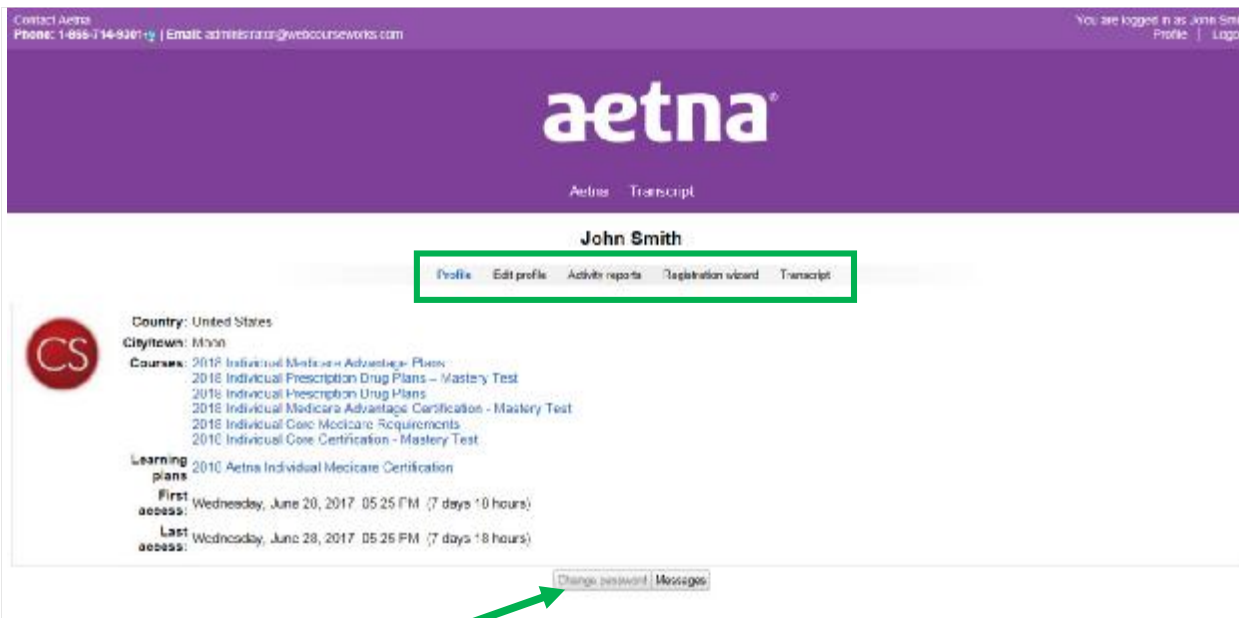 Contact Aetna
Phone: 1-866-714-9301 | Email: administrator@webcourseworks.com
You are logged in as John Smi
Profile | Logo
aetna
Aetna Transcript
John Smith
Profile Edit profile Activity reports Registration wizard Transcript
CS
Country: United States
City/town: Moon
Courses: 2018 Individual Medicare Advantage Plans
2018 Individual Prescription Drug Plans – Mastery Test
2018 Individual Prescription Drug Plans
2018 Individual Medicare Advantage Certification - Mastery Test
2018 Individual Core Medicare Requirements
2018 Individual Core Certification - Mastery Test
Learning plans 2018 Aetna Individual Medicare Certification
First access: Wednesday, June 28, 2017 05:25 PM (7 days 18 hours)
Last access: Wednesday, June 28, 2017 05:25 PM (7 days 18 hours)
Change password Messages